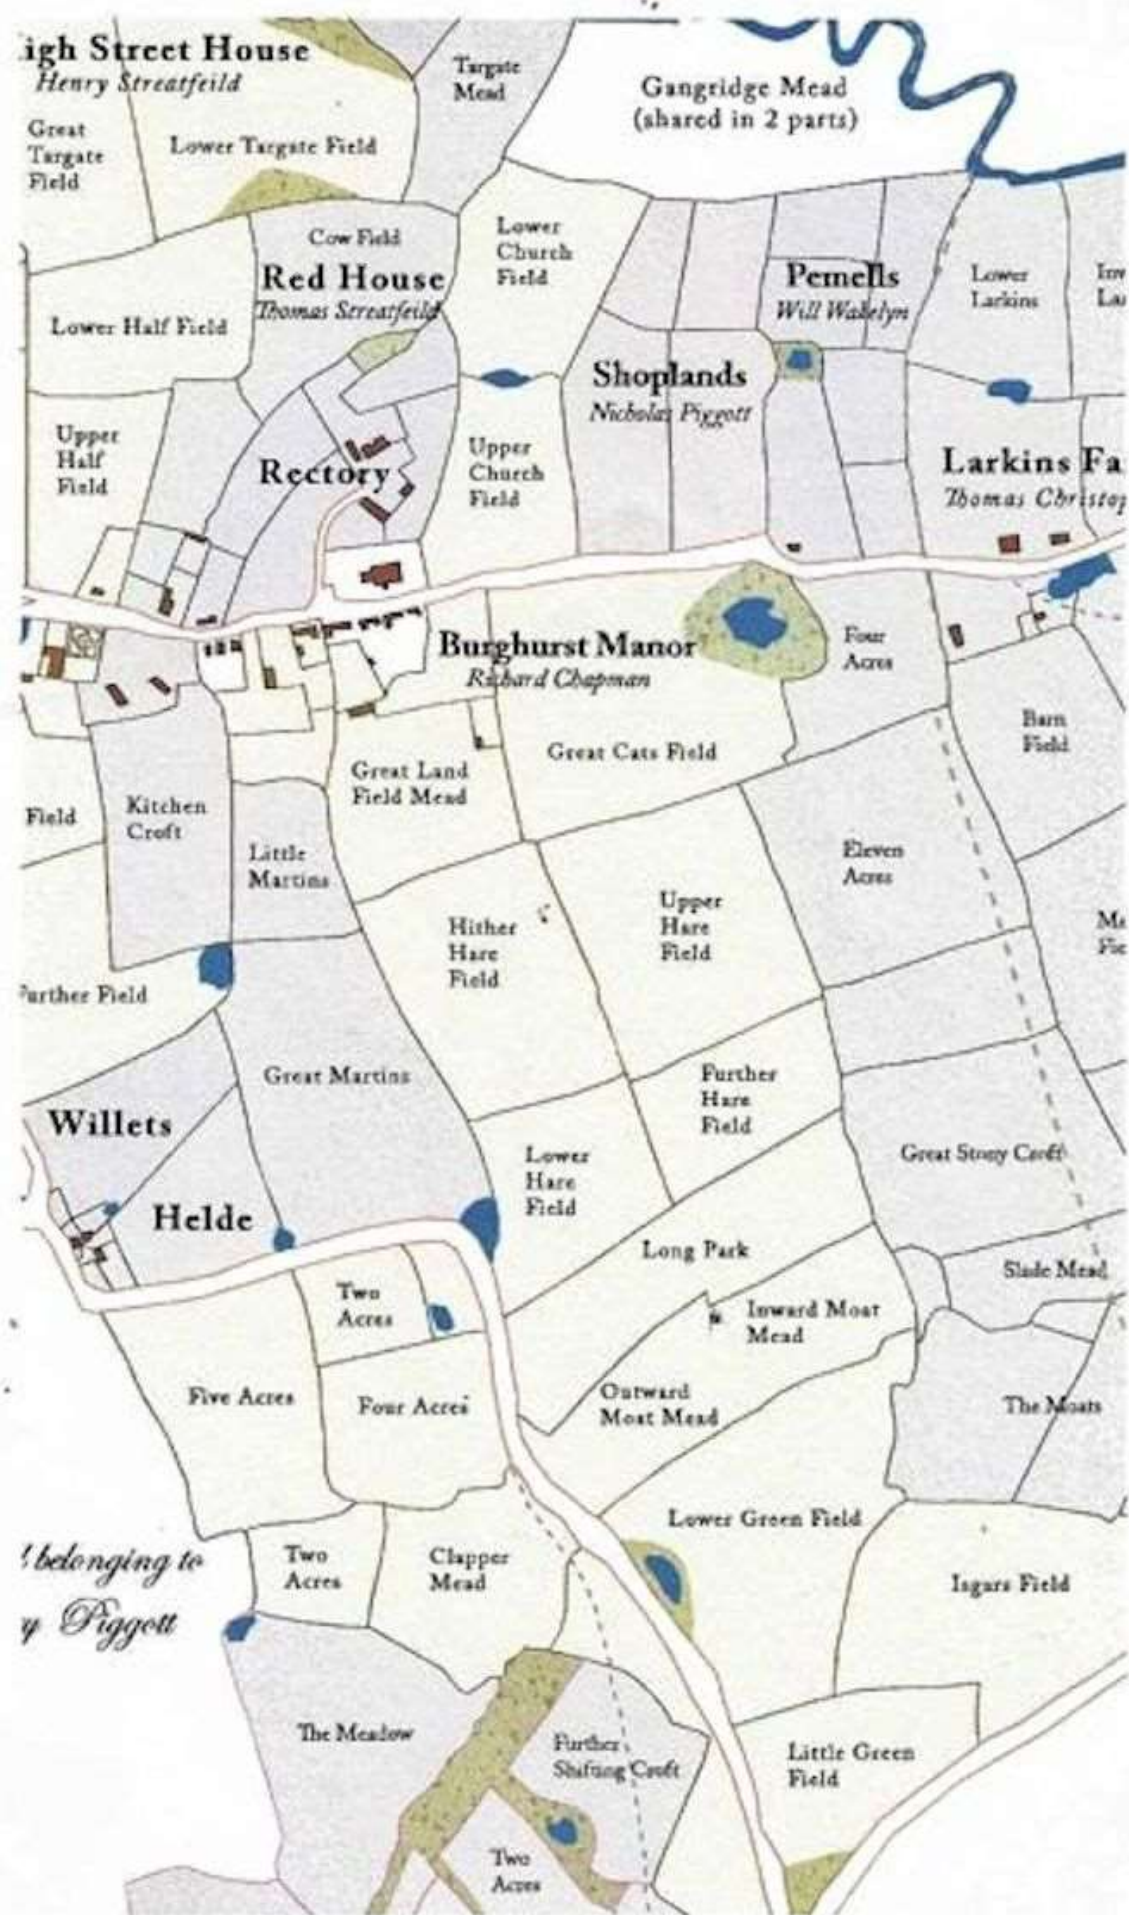 igh Street House
Henry Streatfeild
Targate
Mead
Gangridge Mead
(shared in 2 parts)
Great
Targate
Field
Lower Targate Field
Cow Field
Red House
Thomas Streatfeild
Lower
Church
Field
Pemells
Will Wakelyn
Lower
Larkins
Lower Half Field
Shoplands
Nicholas Piggott
Upper
Half
Field
Rectory
Upper
Church
Field
Larkins Fa
Thomas Christop
Burghurst Manor
Richard Chapman
Four
Acres
Barn
Field
Great Cats Field
Great Land
Field Mead
Field
Kitchen
Croft
Little
Martins
Eleven
Acres
Hither
Hare
Field
Upper
Hare
Field
Further Field
Great Martins
Further
Hare
Field
Willets
Great Stony Croft
Lower
Hare
Field
Helde
Long Park
Slade Mead
Two
Acres
Inward Moat
Mead
Five Acres
Four Acres
Outward
Moat Mead
The Moats
Lower Green Field
belonging to
y Piggott
Two
Acres
Clapper
Mead
Isgars Field
The Meadow
Further
Shifting Croft
Little Green
Field
Two
Acres